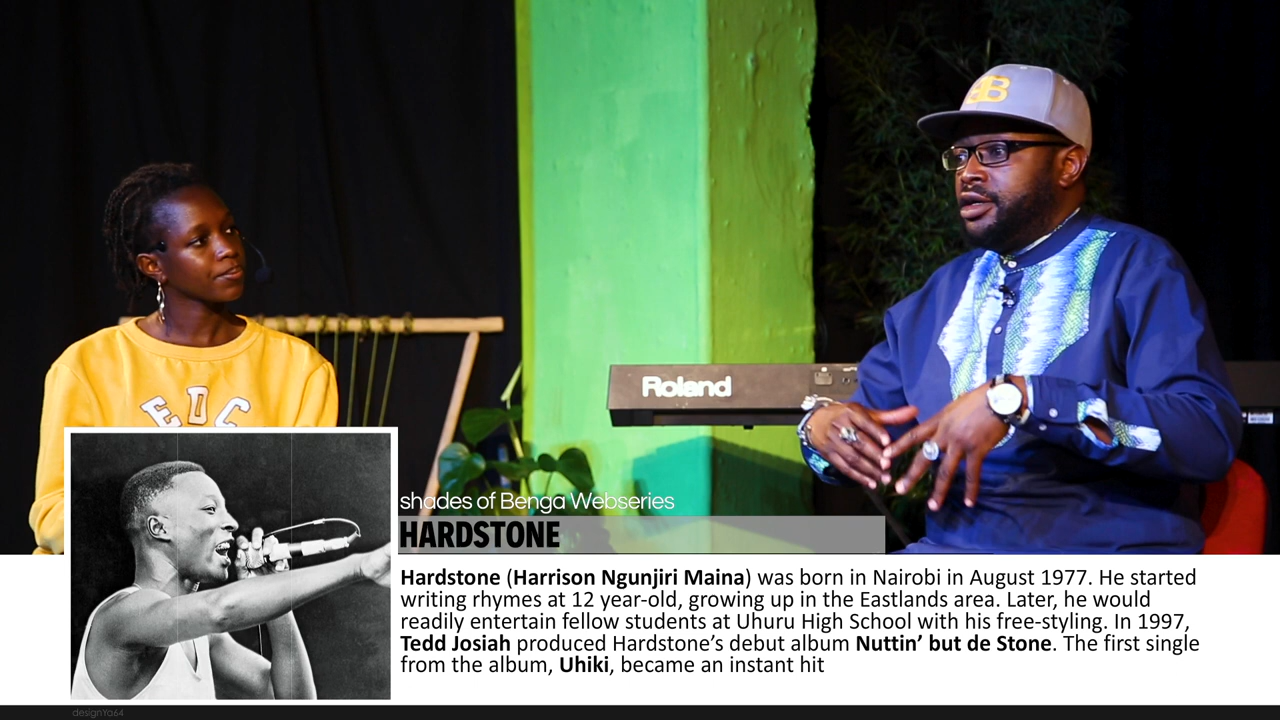 EDC
Roland
shades of Benga Webseries
HARDSTONE
Hardstone (Harrison Ngunjiri Maina) was born in Nairobi in August 1977. He started
writing rhymes at 12 year-old, growing up in the Eastlands area. Later, he would
readily entertain fellow students at Uhuru High School with his free-styling. In 1997,
Tedd Josiah produced Hardstone’s debut album Nuttin’ but de Stone. The first single
from the album, Uhiki, became an instant hit
designYa64